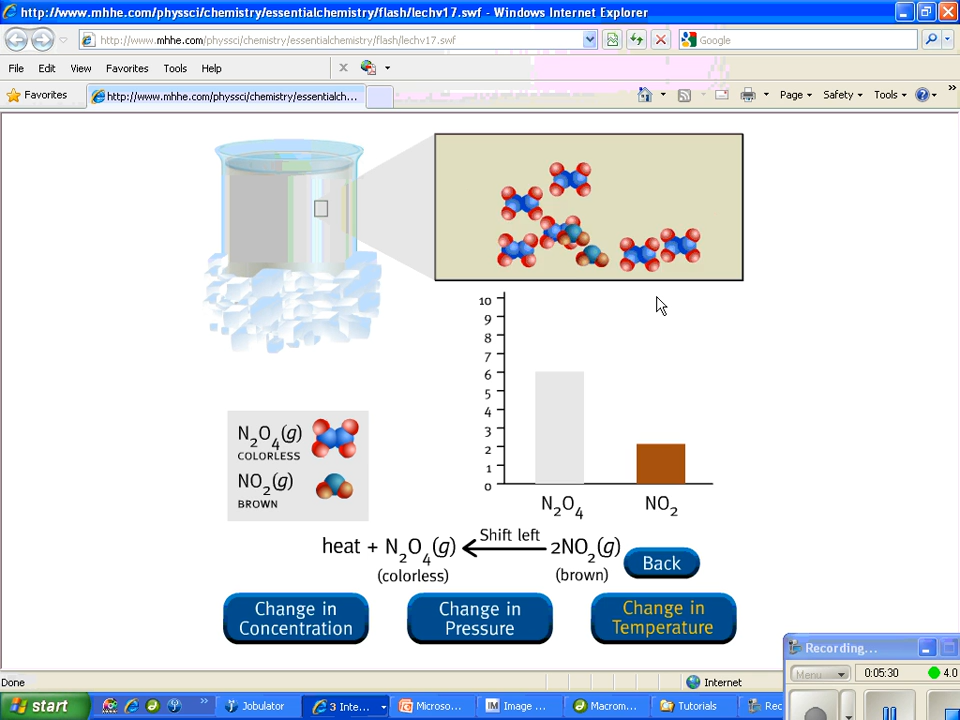 http://www.mhhe.com/physsci/chemistry/essentialchemistry/flash/lechv17.swf - Windows Internet Explorer
http://www.mhhe.com/physsci/chemistry/essentialchemistry/flash/lechv17.swf
Google
File Edit View Favorites Tools Help
Favorites
http://www.mhhe.com/physsci/chemistry/essentialch...
Page Safety Tools
10
9
8
7
6
5
4
3
2
1
0
N2O4 NO2
N2O4(g)
COLORLESS
NO2(g)
BROWN
Shift left
heat + N2O4(g) 2NO2(g)
(colorless) (brown)
Back
Change in Concentration
Change in Pressure
Change in Temperature
Recording...
Menu 0:05:30 4.0
Done Internet
start Jobulator 3 Inte... Microso... Image ... Macrom... Tutorials Rec